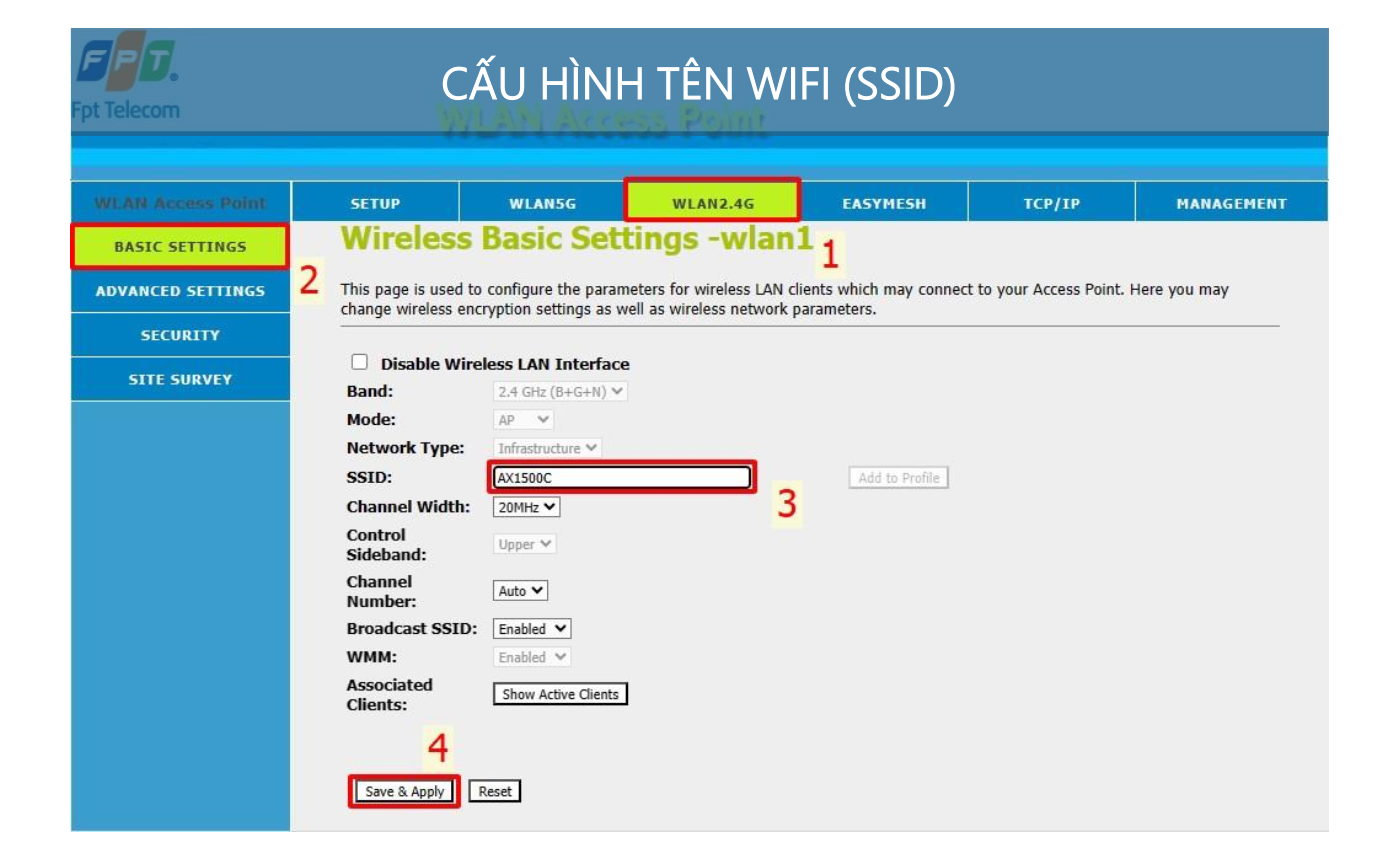 FPT.
Fpt Telecom
CẤU HÌNH TÊN WIFI (SSID)
WLAN Access Point
WLAN Access Point SETUP WLAN5G WLAN2.4G EASYMESH TCP/IP MANAGEMENT
BASIC SETTINGS
ADVANCED SETTINGS
SECURITY
SITE SURVEY
Wireless Basic Settings -wlan1
1
2
This page is used to configure the parameters for wireless LAN clients which may connect to your Access Point. Here you may
change wireless encryption settings as well as wireless network parameters.
Disable Wireless LAN Interface
Band: 2.4 GHz (B+G+N)
Mode: AP
Network Type: Infrastructure
SSID: AX1500C Add to Profile
3
Channel Width: 20MHz
Control
Sideband: Upper
Channel
Number: Auto
Broadcast SSID: Enabled
WMM: Enabled
Associated
Clients: Show Active Clients
4
Save & Apply Reset